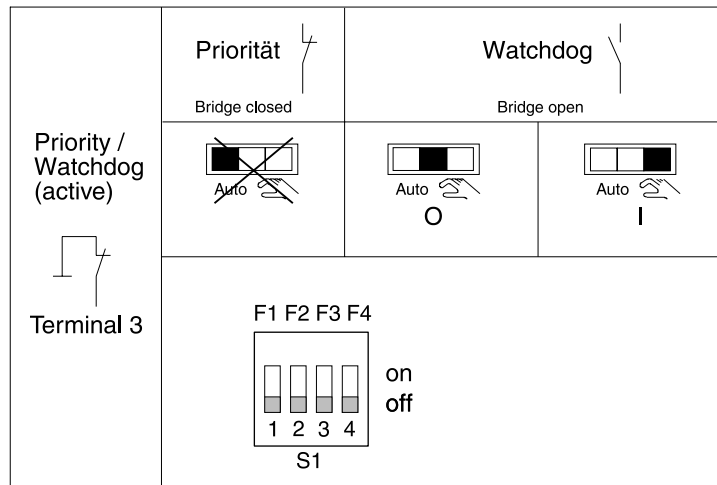 Priorität
Watchdog
Bridge closed
Bridge open
Priority /
Watchdog
(active)
Terminal 3
Auto
Auto
O
Auto
I
F1 F2 F3 F4
on
off
1 2 3 4
S1